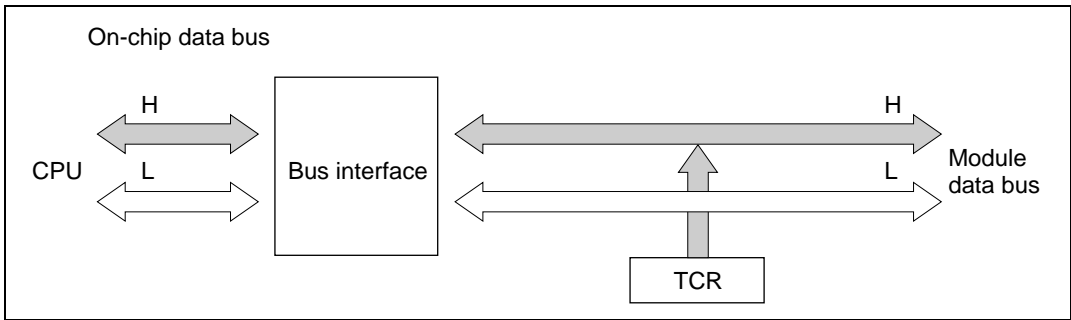 On-chip data bus
H
H
CPU
L
Bus interface
L
Module
data bus
TCR